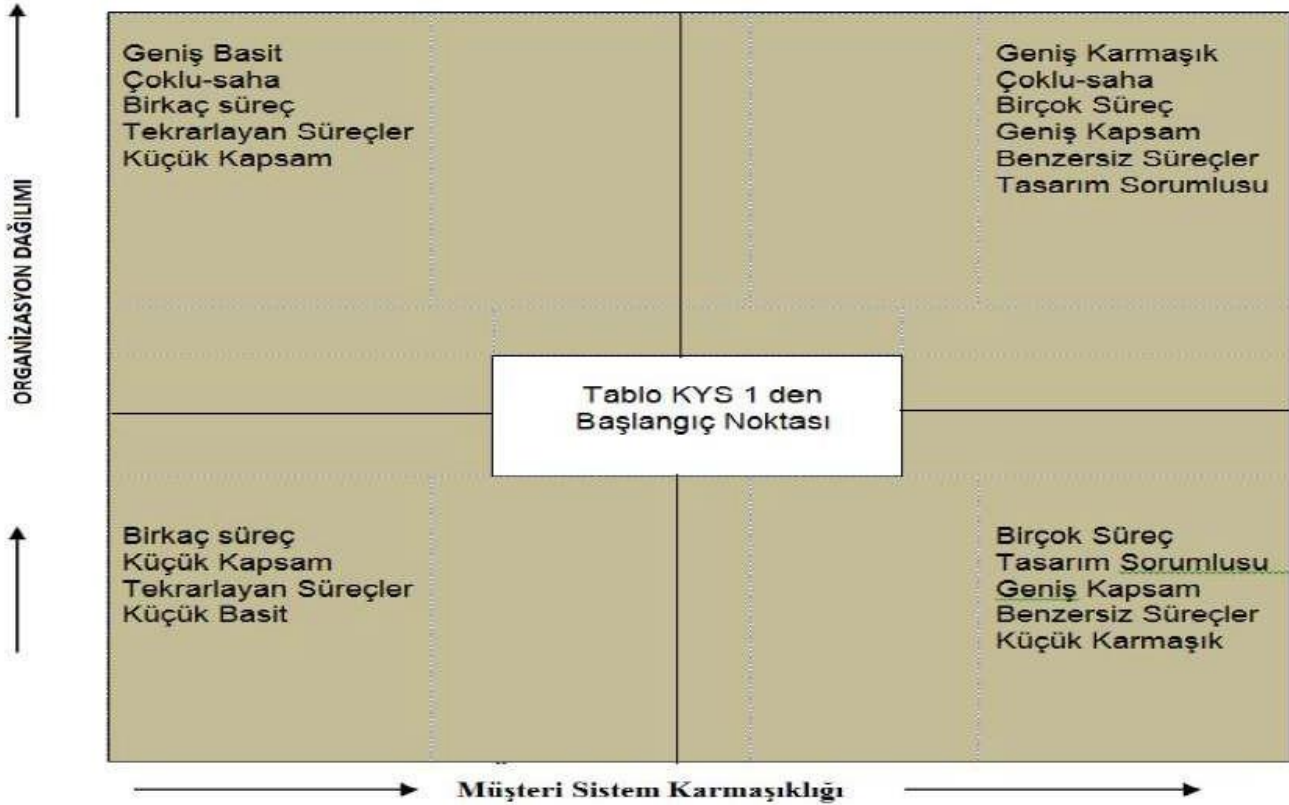 ORGANİZASYON DAĞILIMI
Geniş Basit
Çoklu-saha
Birkaç süreç
Tekrarlayan Süreçler
Küçük Kapsam
Geniş Karmaşık
Çoklu-saha
Birçok Süreç
Geniş Kapsam
Benzersiz Süreçler
Tasarım Sorumlusu
Tablo KYS 1 den
Başlangıç Noktası
Birkaç süreç
Küçük Kapsam
Tekrarlayan Süreçler
Küçük Basit
Birçok Süreç
Tasarım Sorumlusu
Geniş Kapsam
Benzersiz Süreçler
Küçük Karmaşık
Müşteri Sistem Karmaşıklığı